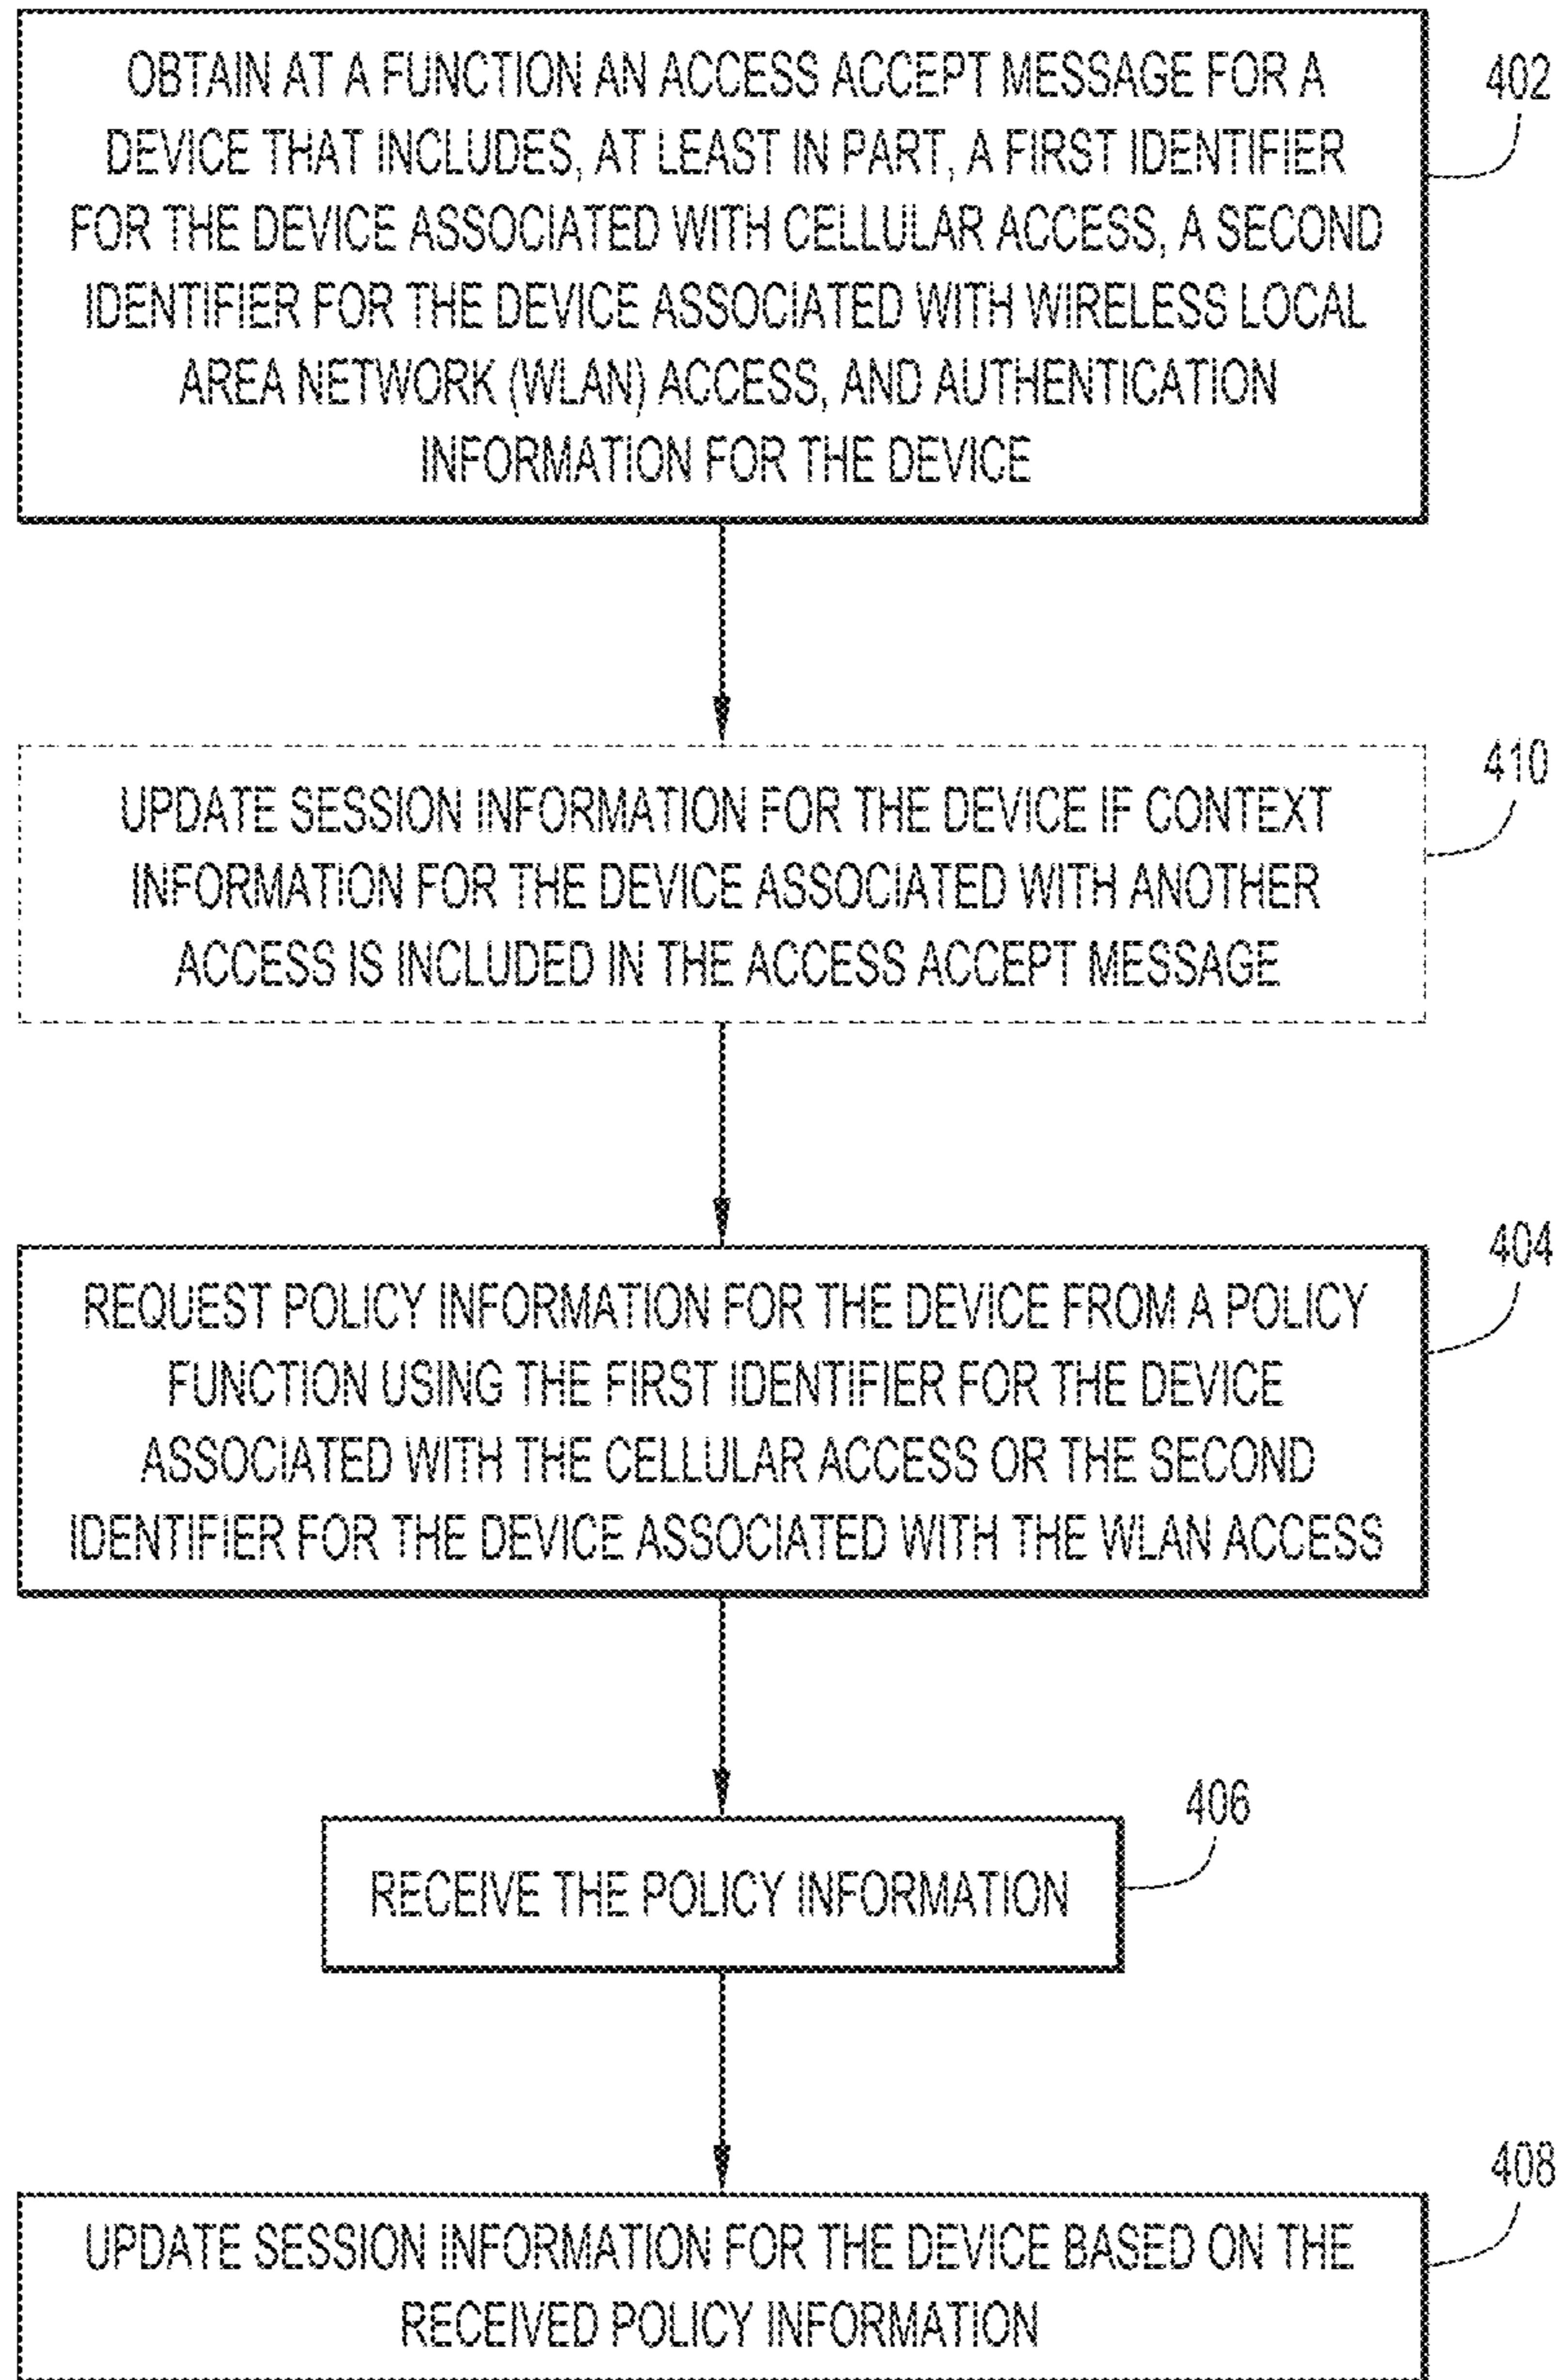 OBTAIN AT A FUNCTION AN ACCESS ACCEPT MESSAGE FOR A
DEVICE THAT INCLUDES, AT LEAST IN PART, A FIRST IDENTIFIER
FOR THE DEVICE ASSOCIATED WITH CELLULAR ACCESS, A SECOND
IDENTIFIER FOR THE DEVICE ASSOCIATED WITH WIRELESS LOCAL
AREA NETWORK (WLAN) ACCESS, AND AUTHENTICATION
INFORMATION FOR THE DEVICE
402
UPDATE SESSION INFORMATION FOR THE DEVICE IF CONTEXT
INFORMATION FOR THE DEVICE ASSOCIATED WITH ANOTHER
ACCESS IS INCLUDED IN THE ACCESS ACCEPT MESSAGE
410
REQUEST POLICY INFORMATION FOR THE DEVICE FROM A POLICY
FUNCTION USING THE FIRST IDENTIFIER FOR THE DEVICE
ASSOCIATED WITH THE CELLULAR ACCESS OR THE SECOND
IDENTIFIER FOR THE DEVICE ASSOCIATED WITH THE WLAN ACCESS
404
RECEIVE THE POLICY INFORMATION
406
UPDATE SESSION INFORMATION FOR THE DEVICE BASED ON THE
RECEIVED POLICY INFORMATION
408